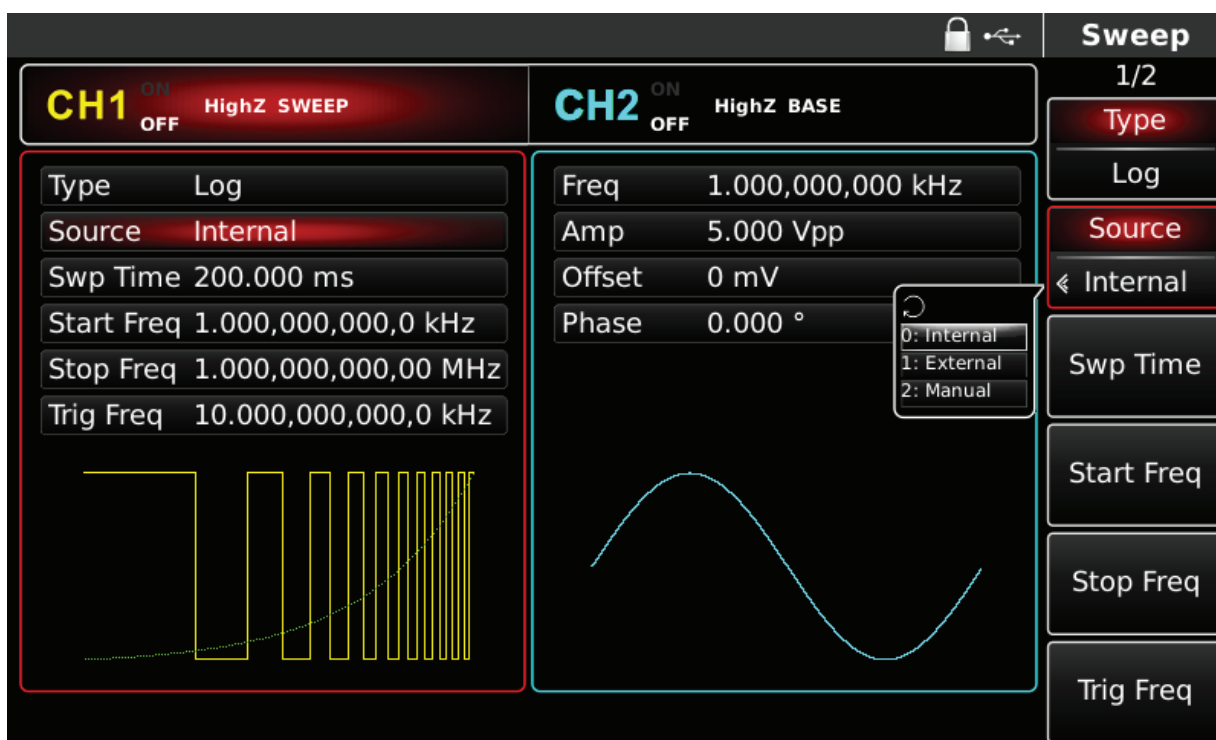 Sweep
CH1 ON OFF HighZ SWEEP
CH2 ON OFF HighZ BASE
Type Log
Source Internal
Swp Time 200.000 ms
Start Freq 1.000,000,000,0 kHz
Stop Freq 1.000,000,000,00 MHz
Trig Freq 10.000,000,000,0 kHz
Freq 1.000,000,000 kHz
Amp 5.000 Vpp
Offset 0 mV
Phase 0.000 °
0: Internal
1: External
2: Manual
1/2
Type
Log
Source
Internal
Swp Time
Start Freq
Stop Freq
Trig Freq